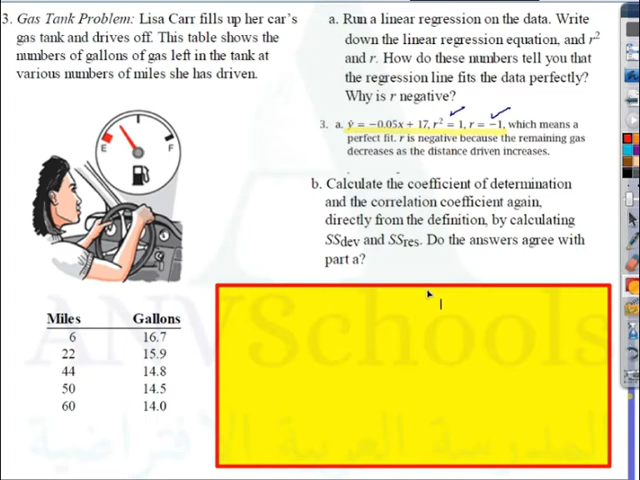 3. Gas Tank Problem: Lisa Carr fills up her car's
gas tank and drives off. This table shows the
numbers of gallons of gas left in the tank at
various numbers of miles she has driven.
E
F
Miles Gallons
6 16.7
22 15.9
44 14.8
50 14.5
60 14.0
a. Run a linear regression on the data. Write
down the linear regression equation, and r²
and r. How do these numbers tell you that
the regression line fits the data perfectly?
Why is r negative?
3. a. ŷ = −0.05x + 17, r² = 1, r = −1, which means a
perfect fit. r is negative because the remaining gas
decreases as the distance driven increases.
b. Calculate the coefficient of determination
and the correlation coefficient again,
directly from the definition, by calculating
SSdev and SSres. Do the answers agree with
part a?
ANVSchools
المدرسة العربية الافتراضية